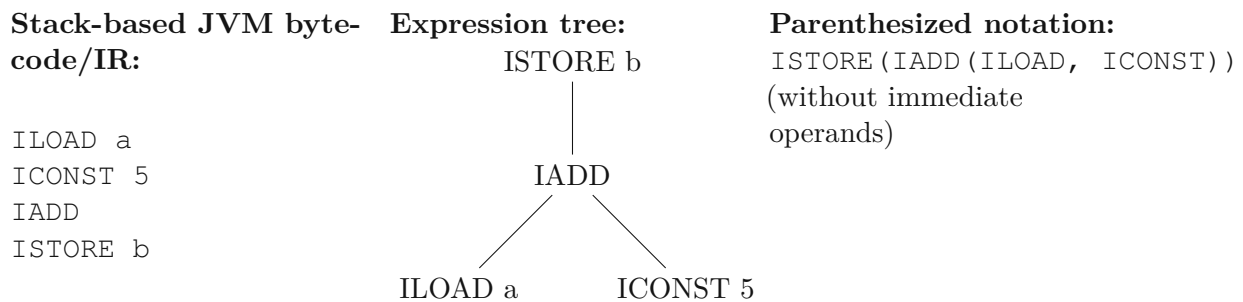 Stack-based JVM byte-
code/IR:
ILOAD a
ICONST 5
IADD
ISTORE b
Expression tree:
ISTORE b
IADD
ILOAD a
ICONST 5
Parenthesized notation:
ISTORE(IADD(ILOAD, ICONST))
(without immediate
operands)